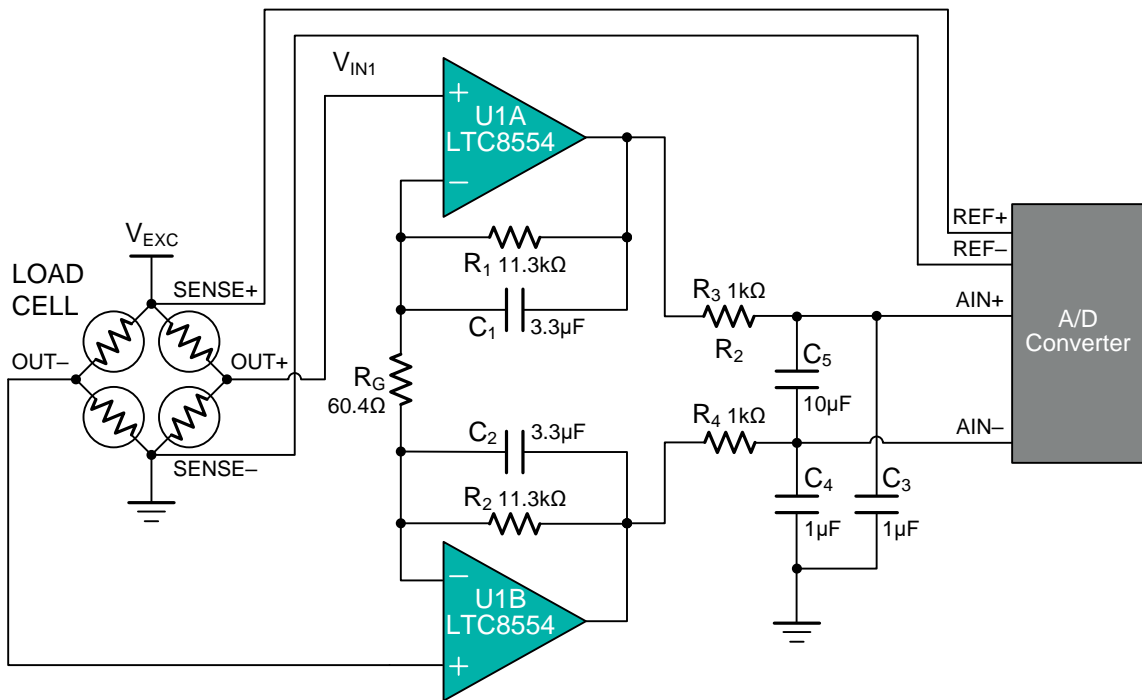 V_IN1
+
U1A
LTC8554
−
REF+
REF−
V_EXC
LOAD
CELL
SENSE+
R1 11.3kΩ
R3 1kΩ
AIN+
A/D
Converter
C1
3.3µF
R2
OUT−
OUT+
C5
RG
60.4Ω
10µF
R4 1kΩ
AIN−
C2
3.3µF
SENSE−
C4
C3
R2 11.3kΩ
1µF
1µF
−
U1B
LTC8554
+